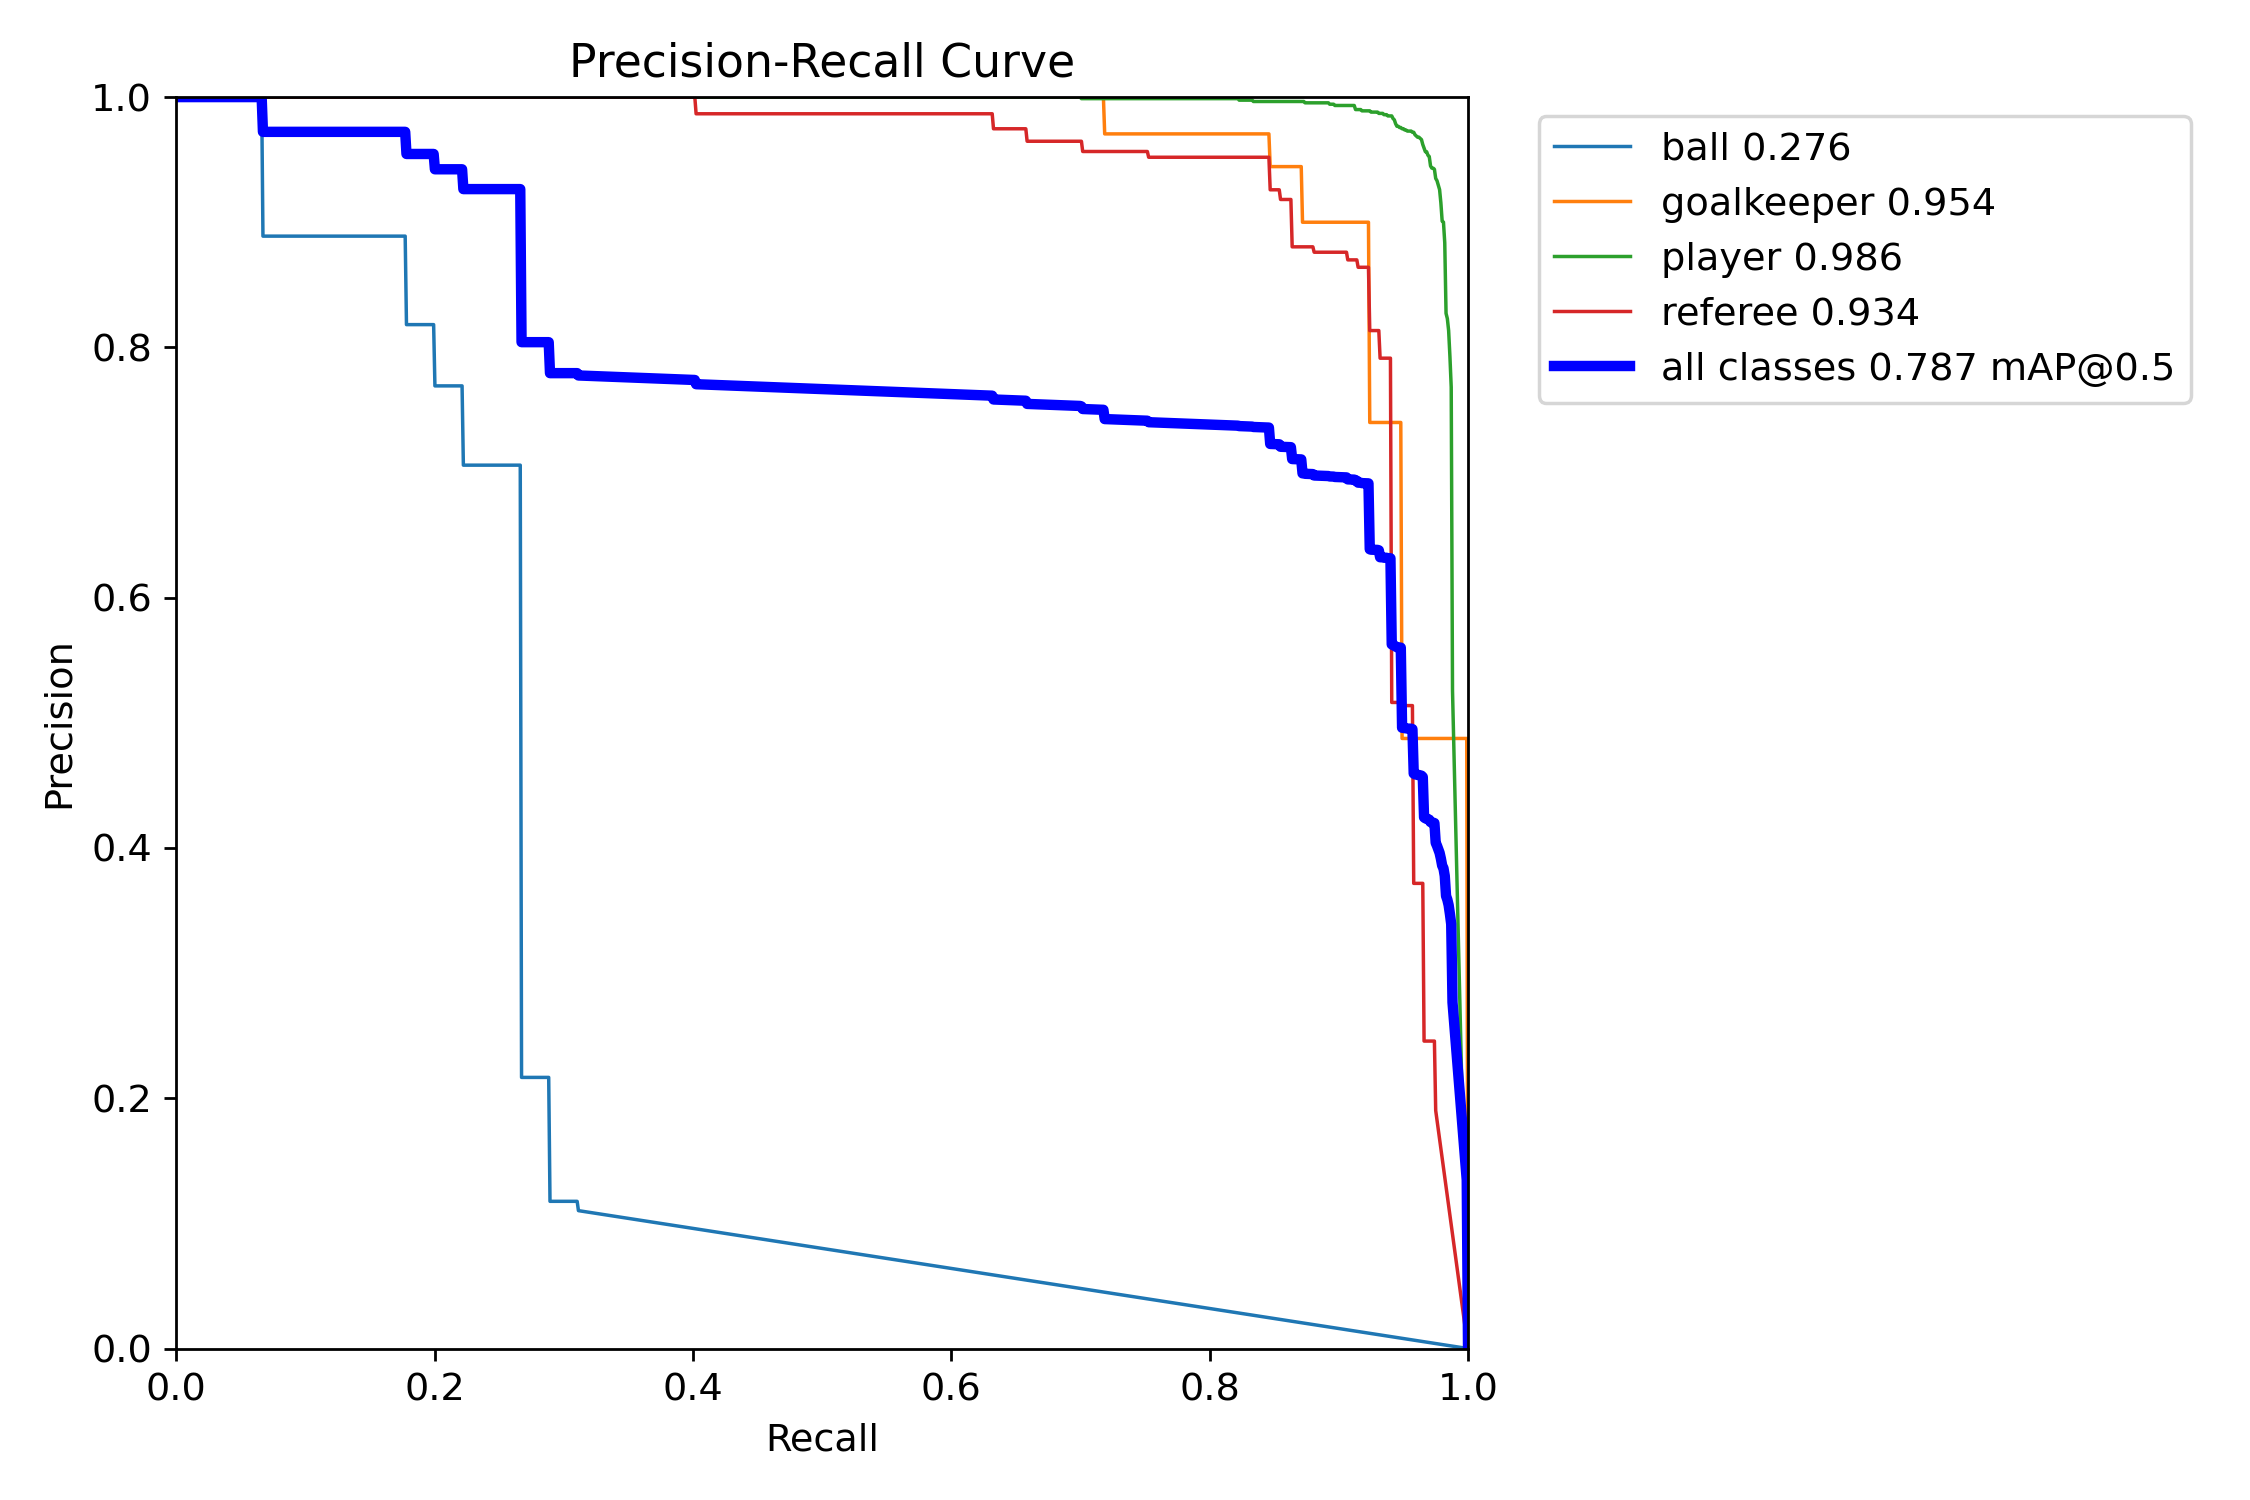 Precision-Recall Curve
1.0
0.8
0.6
0.4
0.2
0.0
Precision
0.0 0.2 0.4 0.6 0.8 1.0
Recall
ball 0.276
goalkeeper 0.954
player 0.986
referee 0.934
all classes 0.787 mAP@0.5